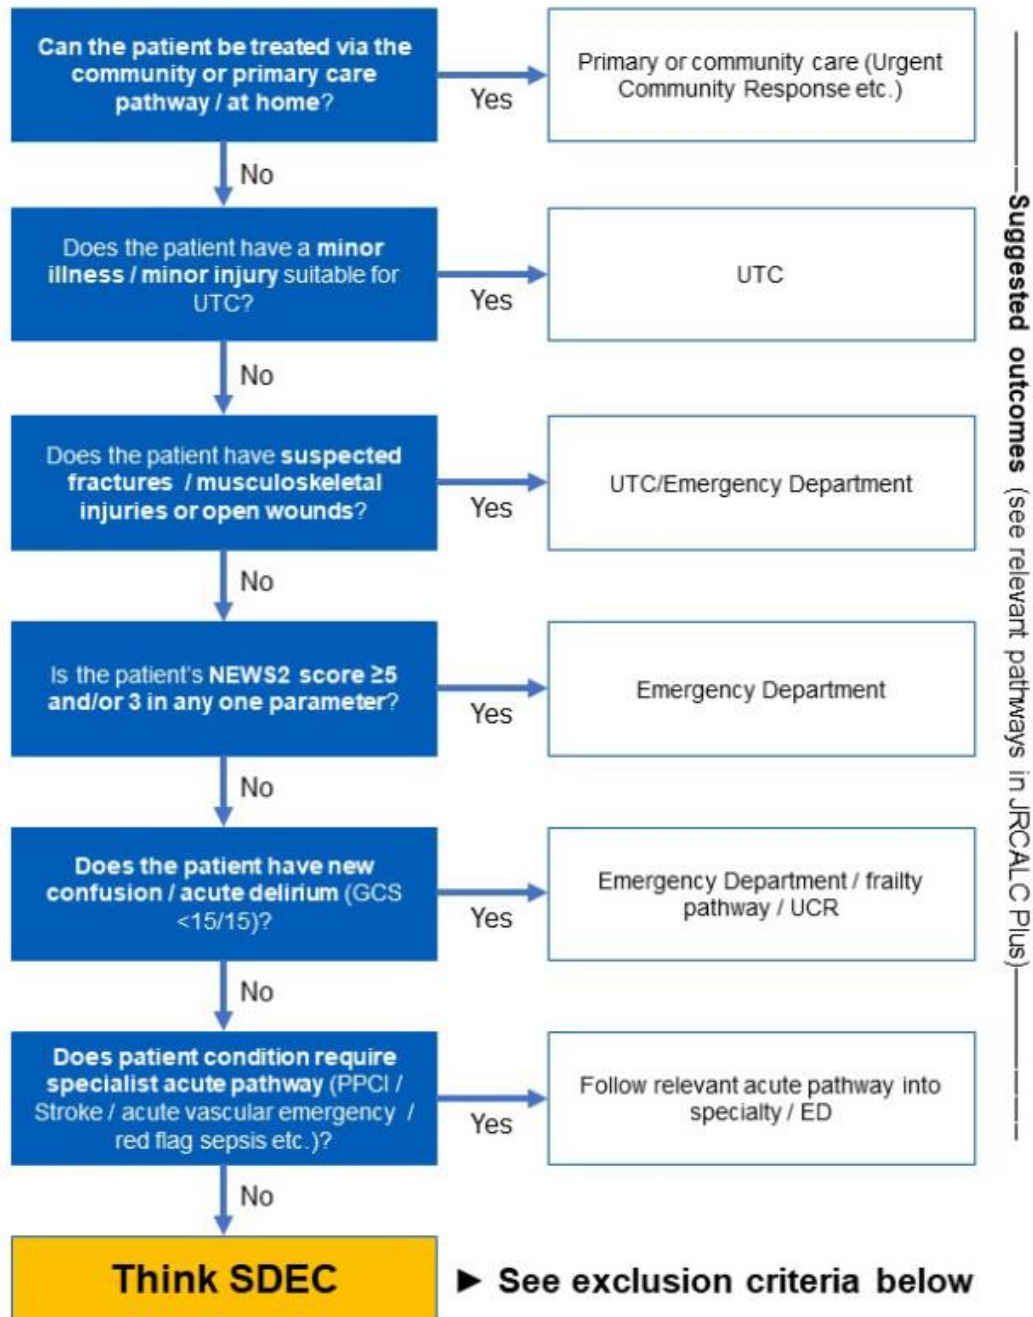 Can the patient be treated via the
community or primary care
pathway / at home?
Yes
Primary or community care (Urgent
Community Response etc.)
No
Does the patient have a minor
illness / minor injury suitable for
UTC?
Yes
UTC
No
Does the patient have suspected
fractures / musculoskeletal
injuries or open wounds?
Yes
UTC/Emergency Department
No
Is the patient's NEWS2 score ≥5
and/or 3 in any one parameter?
Yes
Emergency Department
No
Does the patient have new
confusion / acute delirium (GCS
<15/15)?
Yes
Emergency Department / frailty
pathway / UCR
No
Does patient condition require
specialist acute pathway (PPCI /
Stroke / acute vascular emergency /
red flag sepsis etc.)?
Yes
Follow relevant acute pathway into
specialty / ED
No
Think SDEC
► See exclusion criteria below
Suggested outcomes (see relevant pathways in JRCALC Plus)